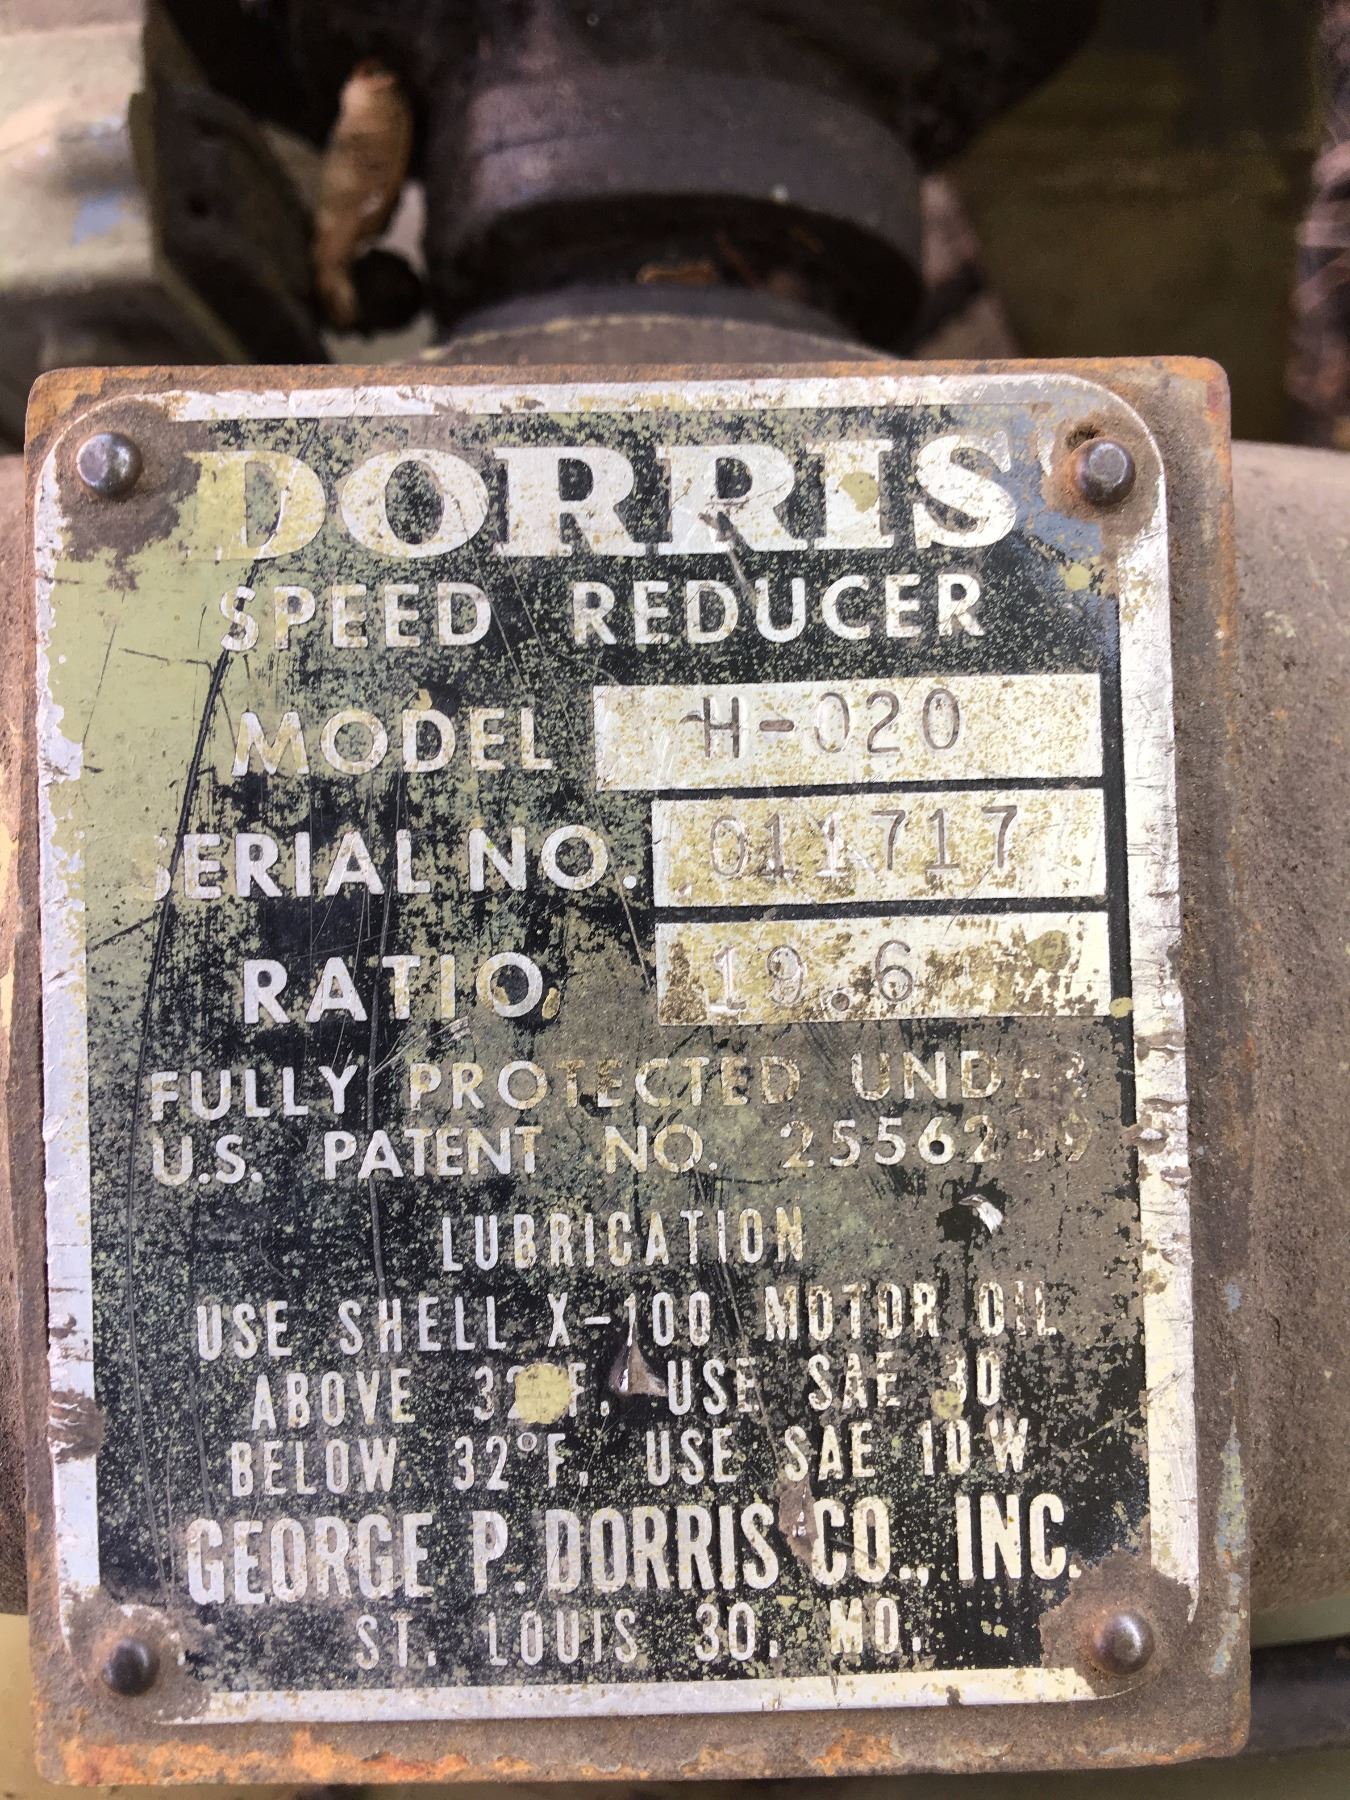 DORRIS
SPEED REDUCER
MODEL H-020
SERIAL NO. 011717
RATIO 19.6
FULLY PROTECTED UNDER
U.S. PATENT NO.
LUBRICATION
USE SHELL X-100 MOTOR OIL
ABOVE 32°F. USE SAE 30
BELOW 32°F. USE SAE 10W
GEORGE P. DORRIS CO., INC.
ST. LOUIS 30, MO.